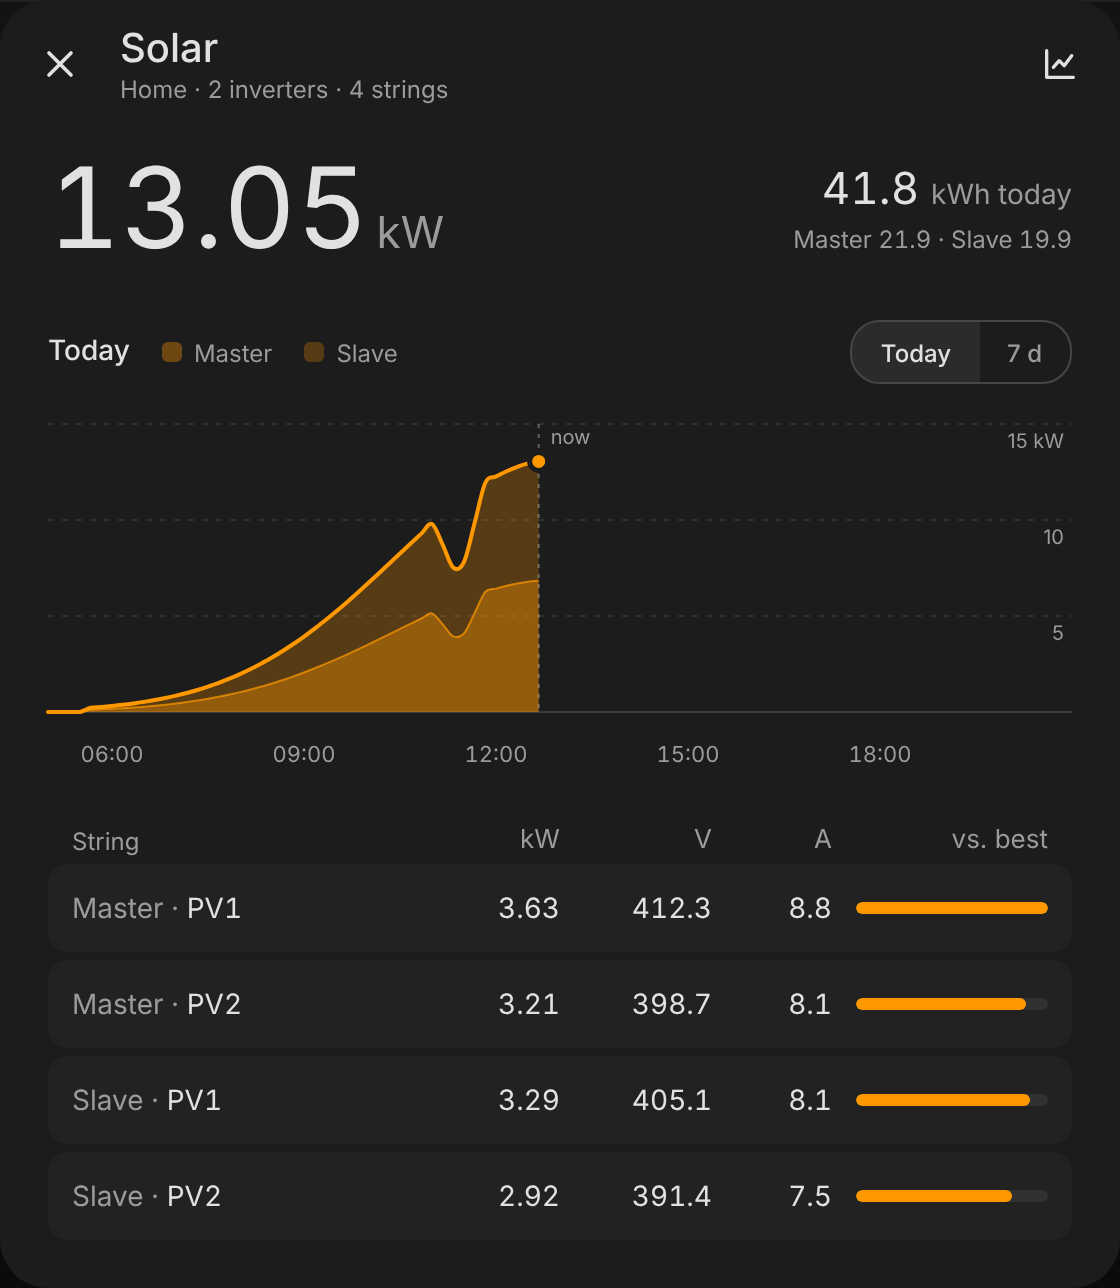 Solar
Home · 2 inverters · 4 strings
13.05 kW
41.8 kWh today
Master 21.9 · Slave 19.9
Today Master Slave
Today 7 d
now
15 kW
10
5
06:00 09:00 12:00 15:00 18:00
String kW V A vs. best
Master · PV1 3.63 412.3 8.8
Master · PV2 3.21 398.7 8.1
Slave · PV1 3.29 405.1 8.1
Slave · PV2 2.92 391.4 7.5